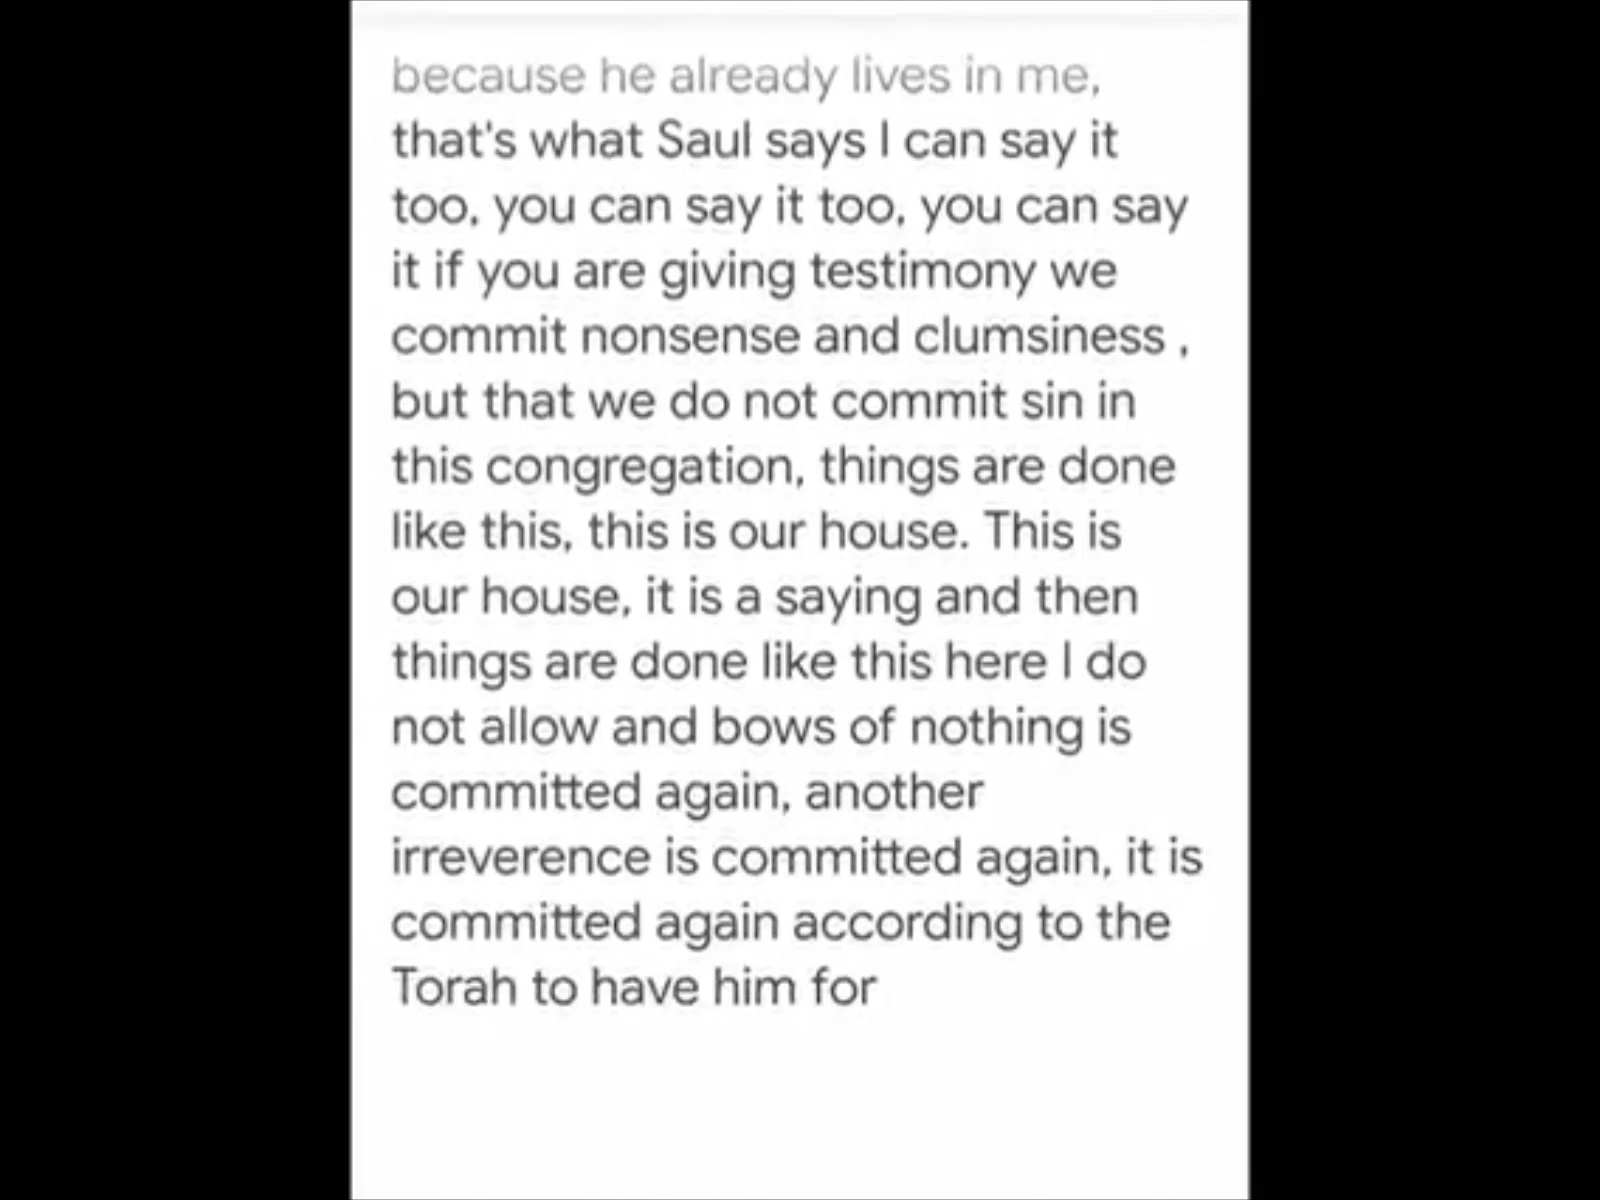 because he already lives in me,
that's what Saul says I can say it
too, you can say it too, you can say
it if you are giving testimony we
commit nonsense and clumsiness ,
but that we do not commit sin in
this congregation, things are done
like this, this is our house. This is
our house, it is a saying and then
things are done like this here I do
not allow and bows of nothing is
committed again, another
irreverence is committed again, it is
committed again according to the
Torah to have him for